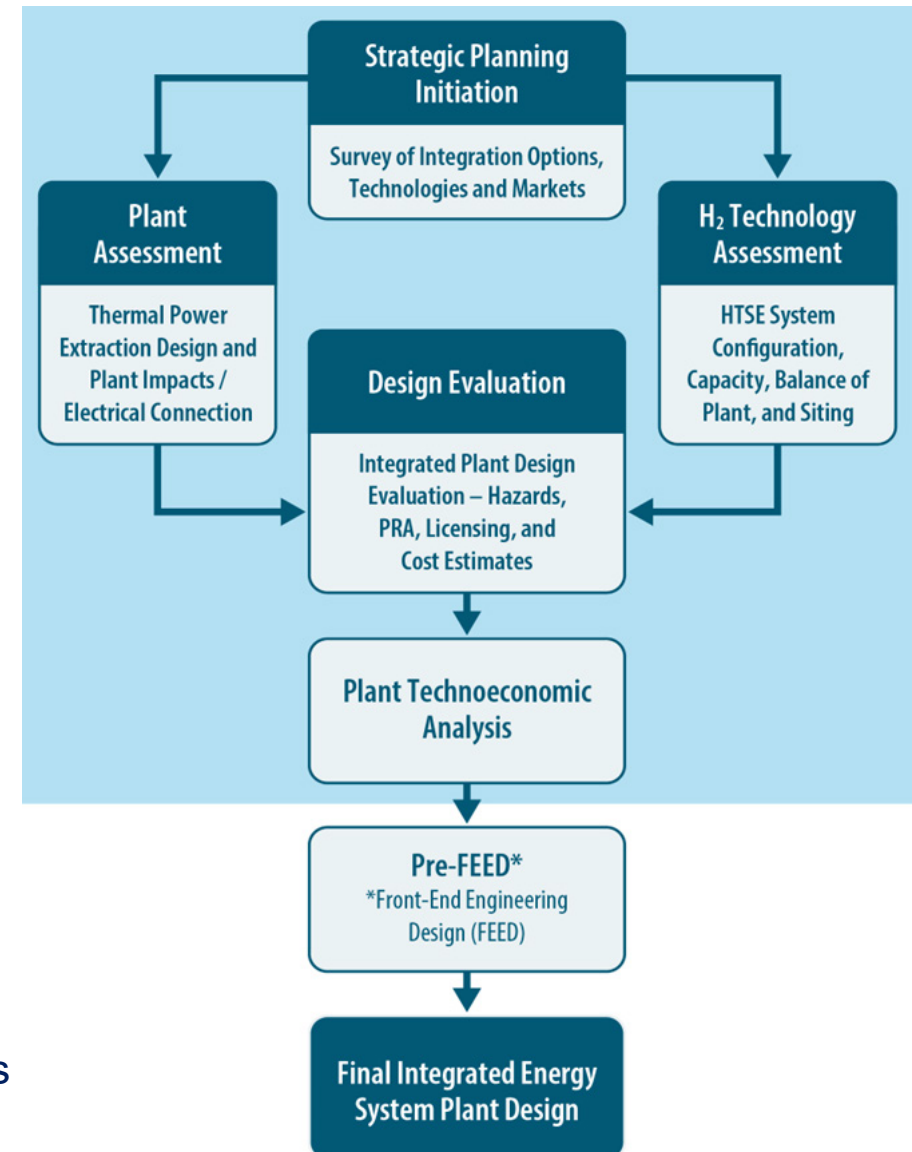 Strategic Planning
Initiation
Survey of Integration Options,
Technologies and Markets
Plant
Assessment
Thermal Power
Extraction Design and
Plant Impacts /
Electrical Connection
H₂ Technology
Assessment
HTSE System
Configuration,
Capacity, Balance of
Plant, and Siting
Design Evaluation
Integrated Plant Design
Evaluation – Hazards,
PRA, Licensing, and
Cost Estimates
Plant Technoeconomic
Analysis
Pre-FEED*
*Front-End Engineering
Design (FEED)
s
Final Integrated Energy
System Plant Design